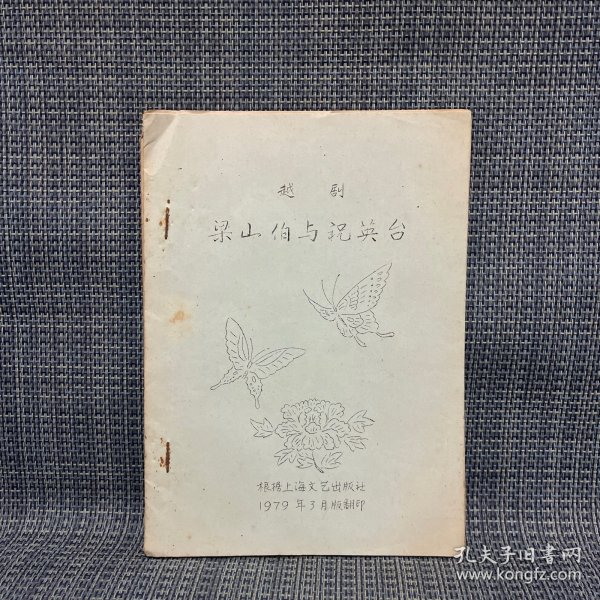 越剧
梁山伯与祝英台
根据上海文艺出版社
1979年3月版翻印
孔夫子旧書网
www.kongfz.com